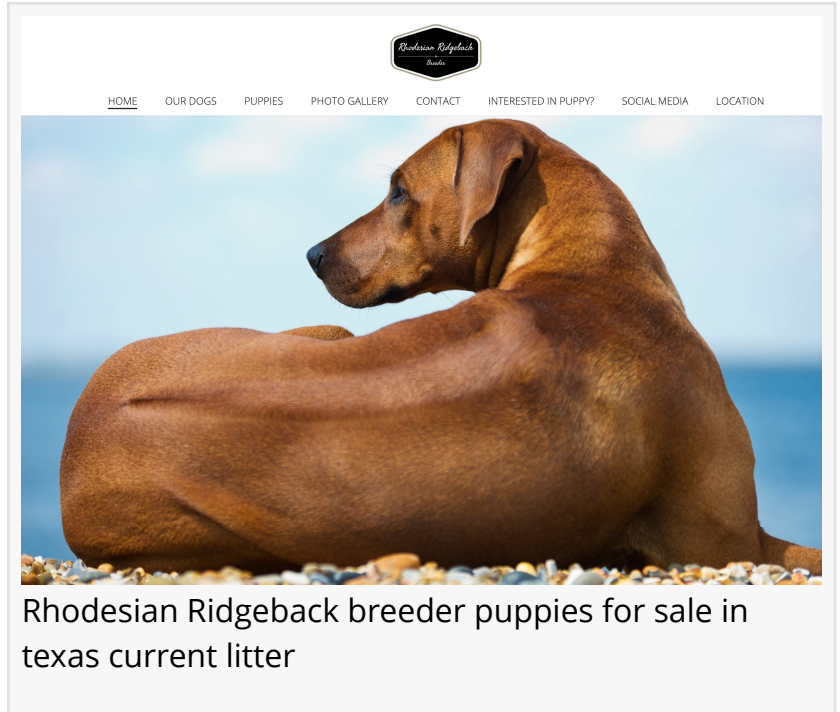 Rhodesian Ridgeback
Breeder
HOME OUR DOGS PUPPIES PHOTO GALLERY CONTACT INTERESTED IN PUPPY? SOCIAL MEDIA LOCATION
Rhodesian Ridgeback breeder puppies for sale in
texas current litter